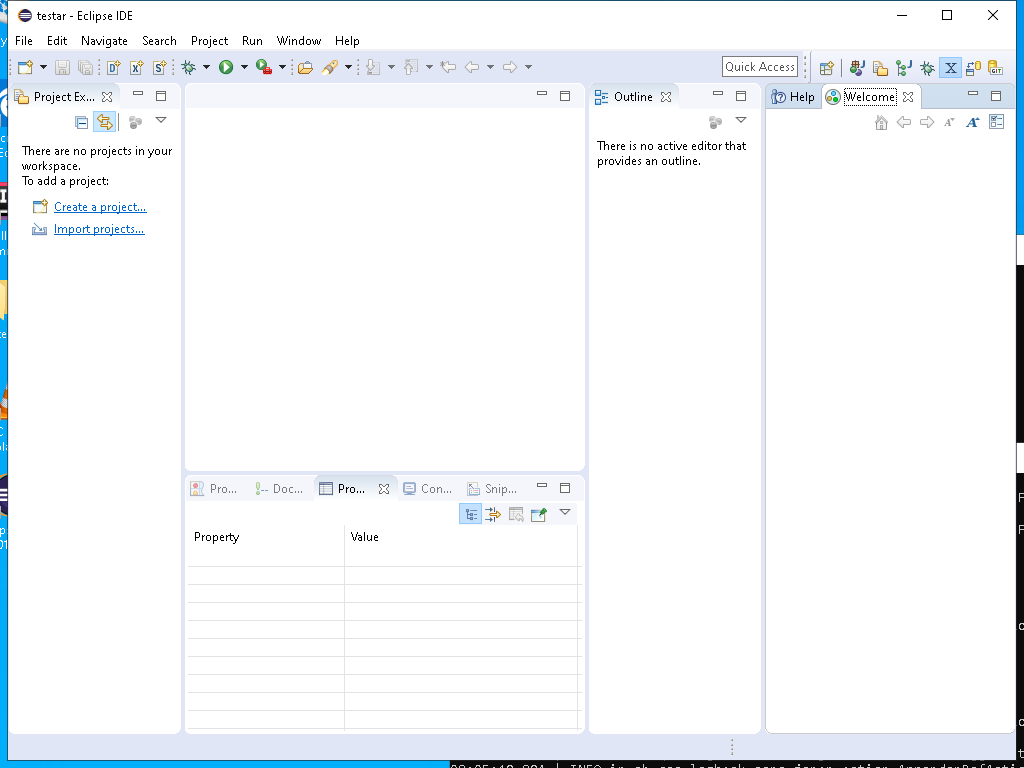 testar - Eclipse IDE
File Edit Navigate Search Project Run Window Help
Quick Access
Project Ex...
Outline
Help
Welcome
There are no projects in your
workspace.
To add a project:
Create a project...
Import projects...
There is no active editor that
provides an outline.
Pro...
Doc...
Pro...
Con...
Snip...
Property
Value